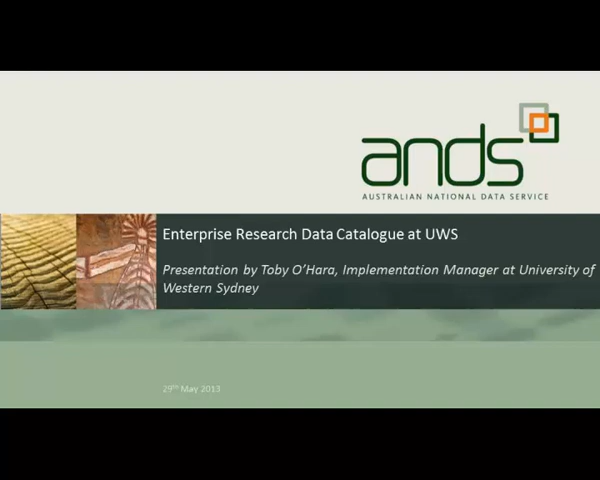 ands
AUSTRALIAN NATIONAL DATA SERVICE
Enterprise Research Data Catalogue at UWS
Presentation by Toby O'Hara, Implementation Manager at University of
Western Sydney
29th May 2013